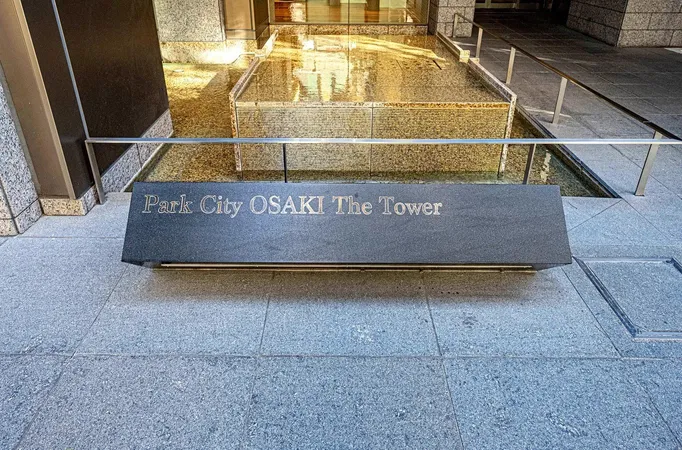 Park City OSAKI The Tower